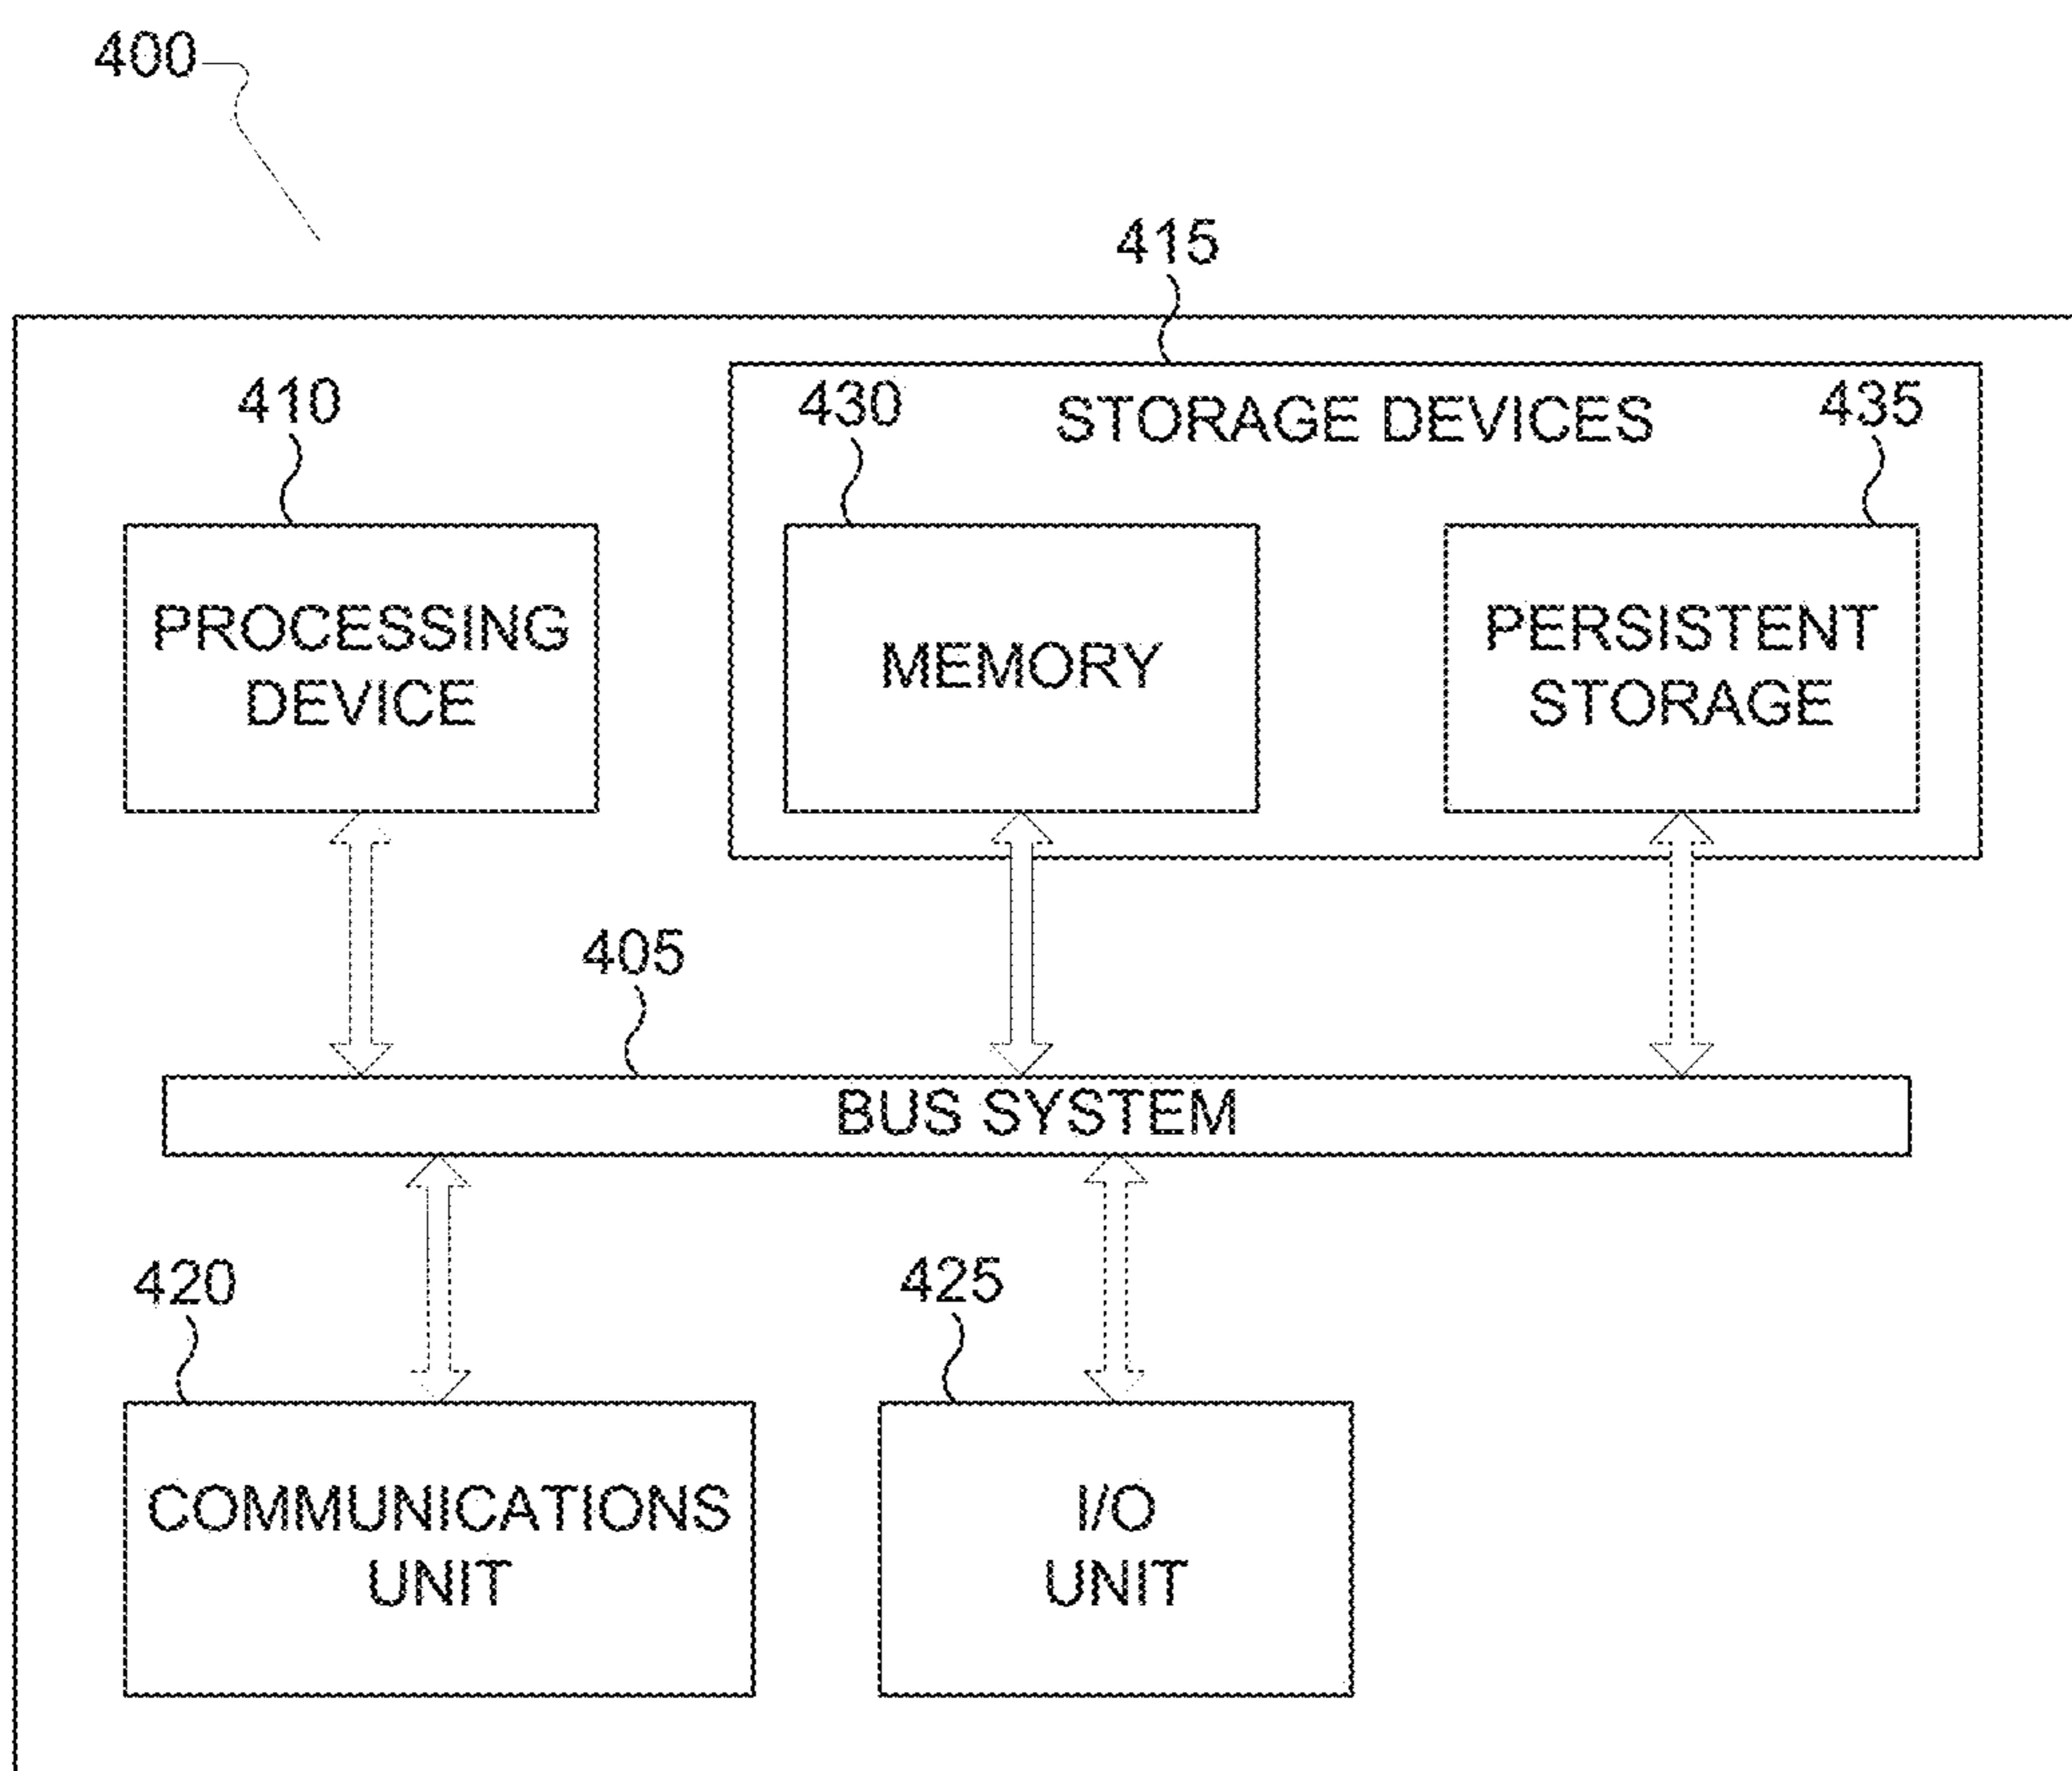 400
415
410
430
STORAGE DEVICES
435
PROCESSING
DEVICE
MEMORY
PERSISTENT
STORAGE
405
BUS SYSTEM
420
425
COMMUNICATIONS
UNIT
I/O
UNIT